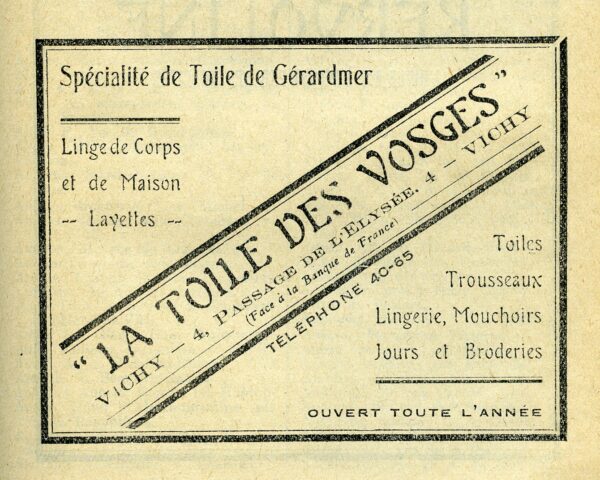 Spécialité de Toile de Gérardmer
Linge de Corps
et de Maison
-- Layettes --
"LA TOILE DES VOSGES"
VICHY – 4, PASSAGE DE L'ELYSÉE, 4 – VICHY
(Face à la Banque de France)
TÉLÉPHONE 40-65
Toiles
Trousseaux
Lingerie, Mouchoirs
Jours et Broderies
OUVERT TOUTE L'ANNÉE